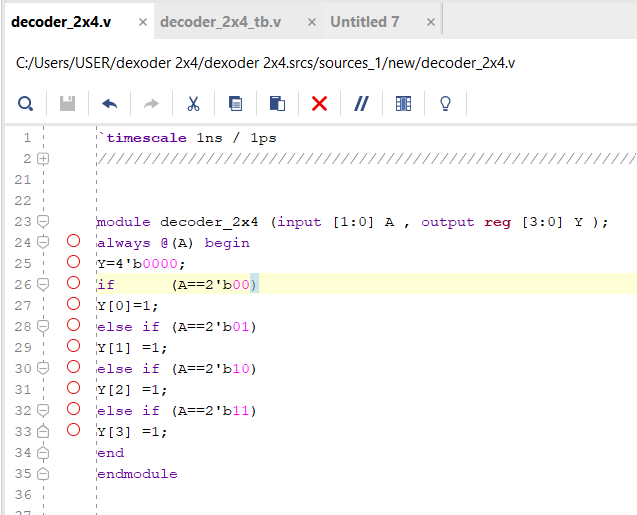 decoder_2x4.v × decoder_2x4_tb.v × Untitled 7 ×
C:/Users/USER/dexoder 2x4/dexoder 2x4.srcs/sources_1/new/decoder_2x4.v
1 `timescale 1ns / 1ps
2 ////////////////////////////////////////////////////////////
21
22
23 module decoder_2x4 (input [1:0] A , output reg [3:0] Y );
24 always @(A) begin
25 Y=4'b0000;
26 if      (A==2'b00)
27 Y[0]=1;
28 else if (A==2'b01)
29 Y[1] =1;
30 else if (A==2'b10)
31 Y[2] =1;
32 else if (A==2'b11)
33 Y[3] =1;
34 end
35 endmodule
36